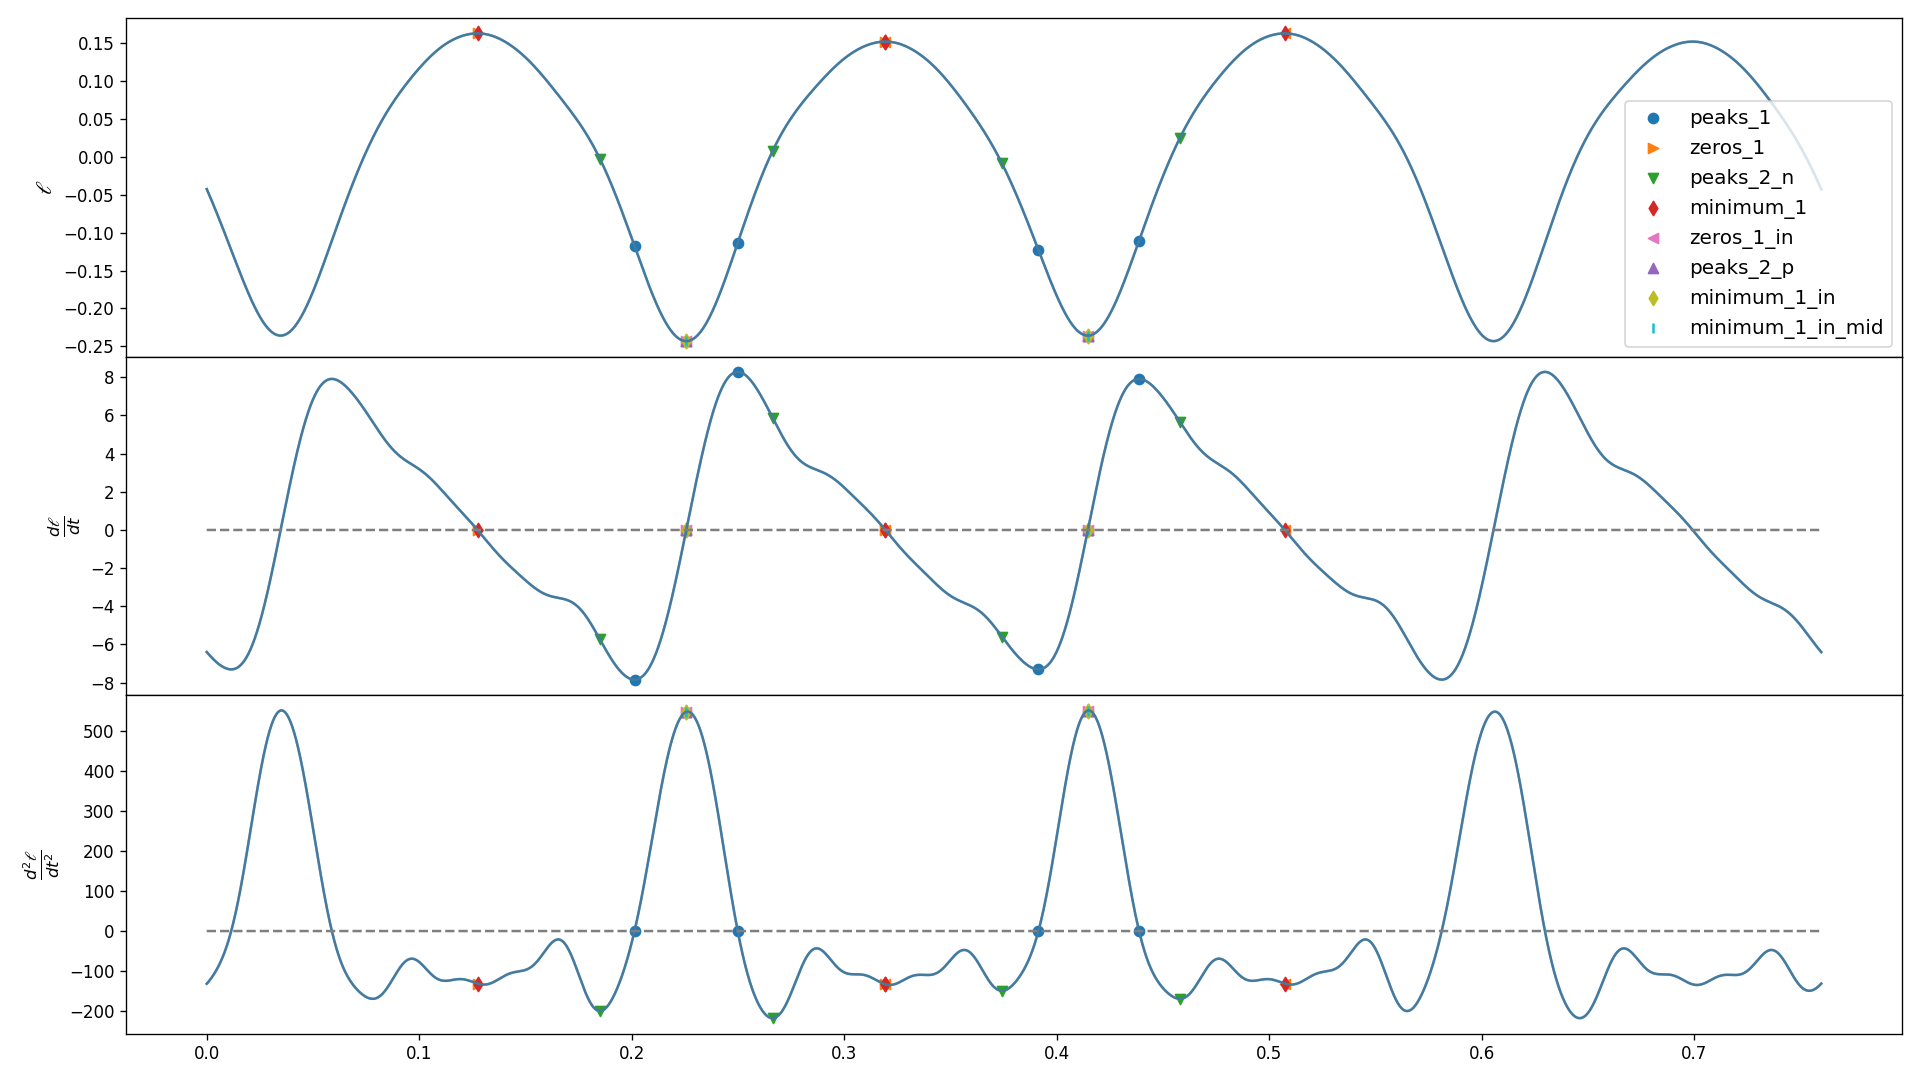 0.15
0.10
0.05
0.00
−0.05
−0.10
−0.15
−0.20
−0.25
ℓ
peaks_1
zeros_1
peaks_2_n
minimum_1
zeros_1_in
peaks_2_p
minimum_1_in
minimum_1_in_mid
8
6
4
2
0
−2
−4
−6
−8
dℓ
dt
500
400
300
200
100
0
−100
−200
d²ℓ
dt²
0.0 0.1 0.2 0.3 0.4 0.5 0.6 0.7